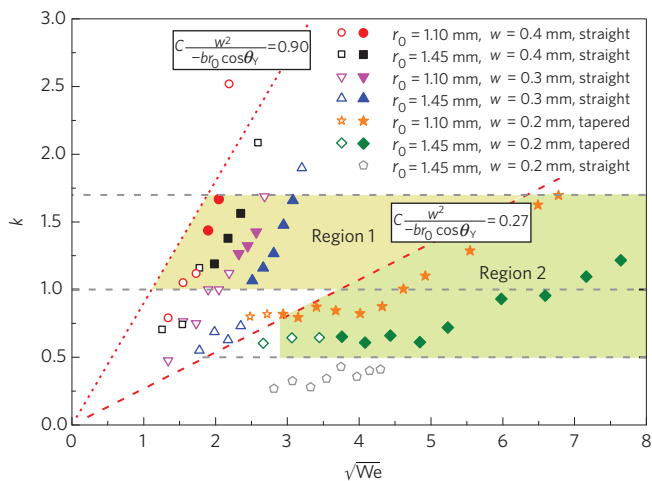 C w² / −br₀ cosθ_Y = 0.90
r₀ = 1.10 mm, w = 0.4 mm, straight
r₀ = 1.45 mm, w = 0.4 mm, straight
r₀ = 1.10 mm, w = 0.3 mm, straight
r₀ = 1.45 mm, w = 0.3 mm, straight
r₀ = 1.10 mm, w = 0.2 mm, tapered
r₀ = 1.45 mm, w = 0.2 mm, tapered
r₀ = 1.45 mm, w = 0.2 mm, straight
C w² / −br₀ cosθ_Y = 0.27
Region 1
Region 2
k
3.0
2.5
2.0
1.5
1.0
0.5
0.0
0 1 2 3 4 5 6 7 8
√We